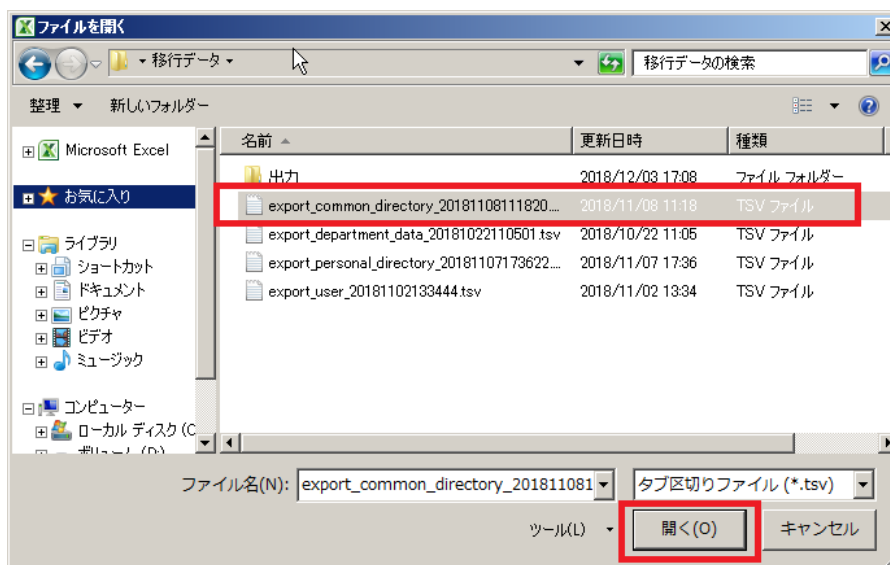 ファイルを開く
移行データ
移行データの検索
整理 新しいフォルダー
名前 更新日時 種類
Microsoft Excel
出力 2018/12/03 17:08 ファイル フォルダー
お気に入り
export_common_directory_20181108111820.... 2018/11/08 11:18 TSV ファイル
export_department_data_20181022110501.tsv 2018/10/22 11:05 TSV ファイル
ライブラリ
export_personal_directory_20181107173622.... 2018/11/07 17:36 TSV ファイル
ショートカット
ドキュメント
export_user_20181102133444.tsv 2018/11/02 13:34 TSV ファイル
ピクチャ
ビデオ
ミュージック
コンピューター
ローカル ディスク (C
ボリューム (D:)
ファイル名(N): export_common_directory_201811081 タブ区切りファイル (*.tsv)
ツール(L) 開く(O) キャンセル